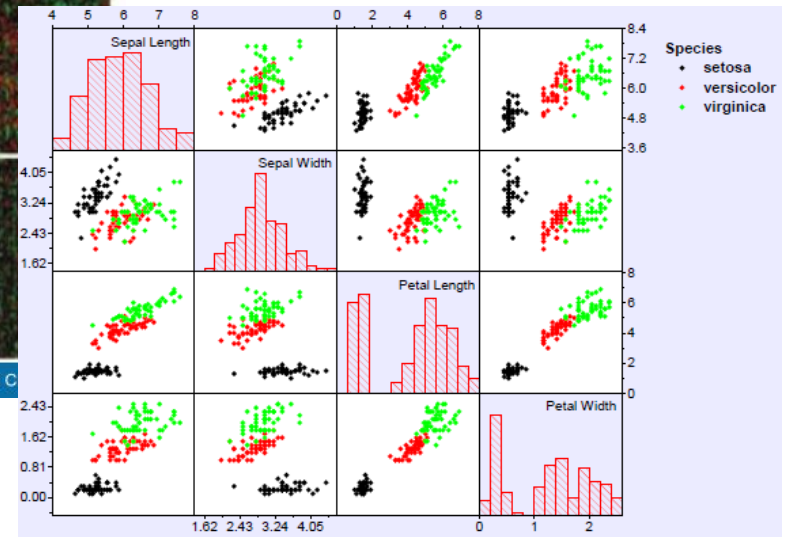 4 5 6 7 8 0 2 4 6 8
Sepal Length
8.4
7.2
6.0
4.8
3.6
Species
setosa
versicolor
virginica
Sepal Width
4.05
3.24
2.43
1.62
Petal Length
8
6
4
2
0
C
Petal Width
2.43
1.62
0.81
0.00
1.62 2.43 3.24 4.05 0 1 2